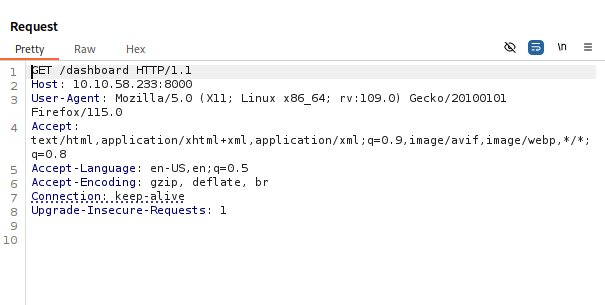 Request
Pretty Raw Hex
\n
1 GET /dashboard HTTP/1.1
2 Host: 10.10.58.233:8000
3 User-Agent: Mozilla/5.0 (X11; Linux x86_64; rv:109.0) Gecko/20100101
Firefox/115.0
4 Accept:
text/html,application/xhtml+xml,application/xml;q=0.9,image/avif,image/webp,*/*;
q=0.8
5 Accept-Language: en-US,en;q=0.5
6 Accept-Encoding: gzip, deflate, br
7 Connection: keep-alive
8 Upgrade-Insecure-Requests: 1
9
10